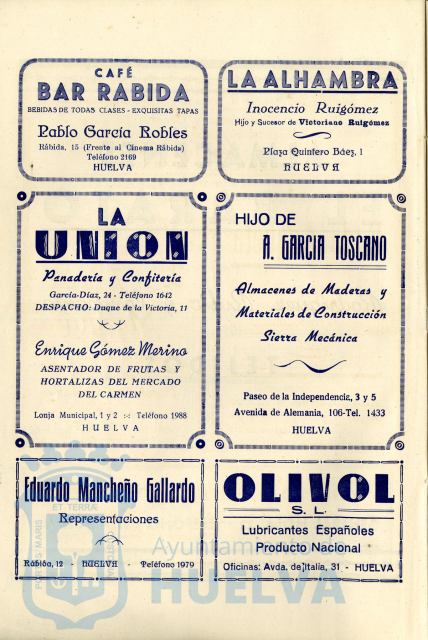 CAFÉ
BAR RABIDA
BEBIDAS DE TODAS CLASES - EXQUISITAS TAPAS
Pablo García Robles
Rábida, 15 (Frente al Cinema Rábida)
Teléfono 2169
HUELVA
LA ALHAMBRA
Inocencio Ruigómez
Hijo y Sucesor de Victoriano Ruigómez
Plaza Quintero Báez, 1
HUELVA
LA
UNION
Panadería y Confitería
García-Díaz, 24 - Teléfono 1642
DESPACHO: Duque de la Victoria, 11
Enrique Gómez Merino
ASENTADOR DE FRUTAS Y
HORTALIZAS DEL MERCADO
DEL CARMEN
Lonja Municipal, 1 y 2 :-: Teléfono 1988
HUELVA
HIJO DE
A. GARCIA TOSCANO
Almacenes de Maderas y
Materiales de Construcción
Sierra Mecánica
Paseo de la Independencia, 3 y 5
Avenida de Alemania, 106-Tel. 1433
HUELVA
Eduardo Mancheño Gallardo
Representaciones
Rábida, 12 - HUELVA - Teléfono 1979
OLIVOL
S. L.
Lubricantes Españoles
Producto Nacional
Oficinas: Avda. de Italia, 31 - HUELVA
ET TERRÆ
MARIS
Ayuntamiento de
HUELVA